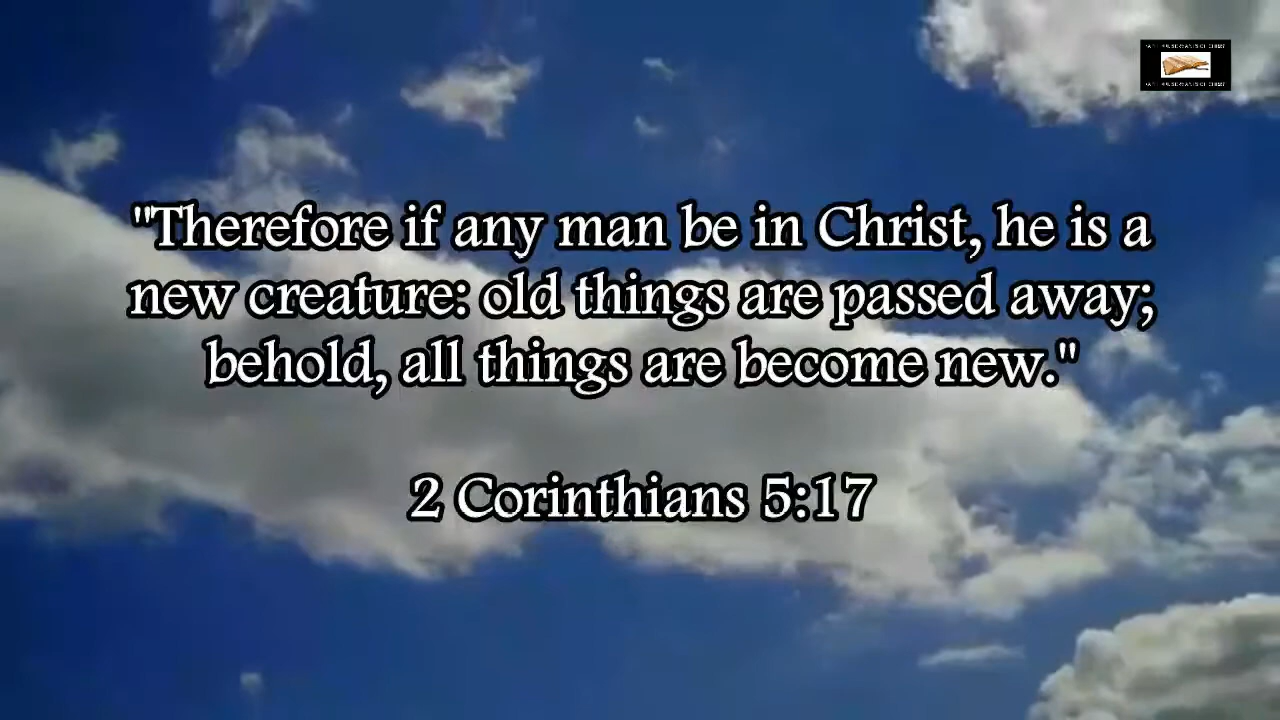 "Therefore if any man be in Christ, he is a
new creature: old things are passed away;
behold, all things are become new."
2 Corinthians 5:17